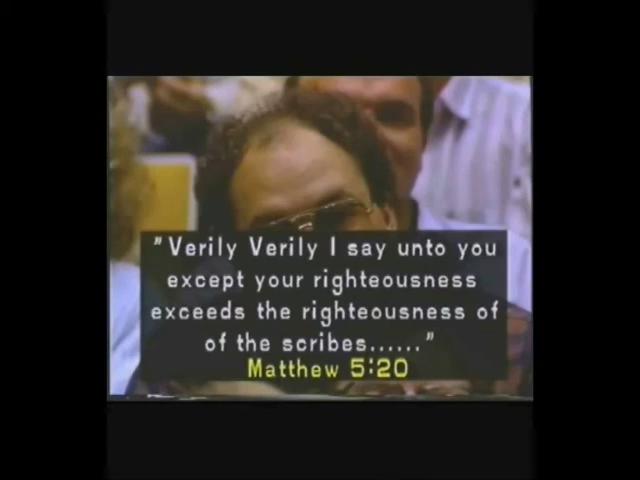 "Verily Verily I say unto you
except your righteousness
exceeds the righteousness of
of the scribes......"
Matthew 5:20